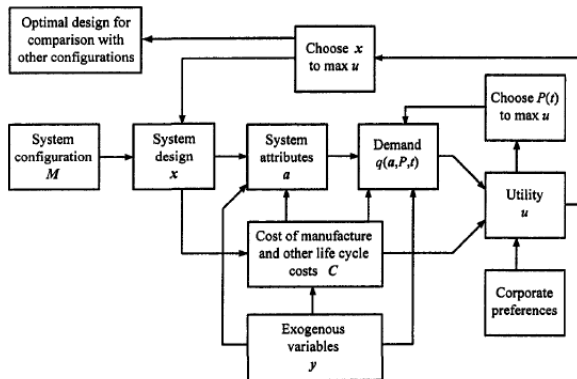 Optimal design for
comparison with
other configurations
Choose x
to max u
Choose P(t)
to max u
System
configuration
M
System
design
x
System
attributes
a
Demand
q(a,P,t)
Utility
u
Cost of manufacture
and other life cycle
costs C
Corporate
preferences
Exogenous
variables
y